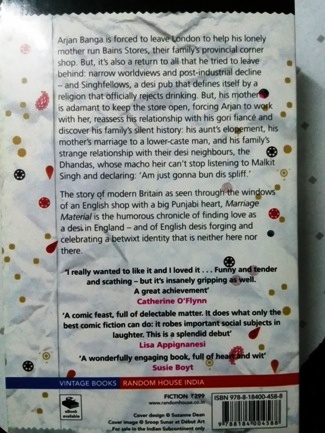 Arjan Banga is forced to leave London to help his lonely
mother run Bains Stores, their family's provincial corner
shop. But, it's also a return to all that he tried to leave
behind: narrow worldviews and post-industrial decline
– and Singhfellows, a desi pub that defines itself by a
religion that officially rejects drinking. But, his mother
is adamant to keep the store open, forcing Arjan to work
with her, reassess his relationship with his gori fiancé and
discover his family's silent history: his aunt's elopement, his
mother's marriage to a lower-caste man, and his family's
strange relationship with their desi neighbours, the
Dhandas, whose macho heir can't stop listening to Malkit
Singh and declaring: 'Am just gonna bun dis spliff.'
The story of modern Britain as seen through the windows
of an English shop with a big Punjabi heart, Marriage
Material is the humorous chronicle of finding love as
a desi in England – and of English desis forging and
celebrating a betwixt identity that is neither here nor
there.
'I really wanted to like it and I loved it . . . Funny and tender
and scathing – but it's insanely gripping as well.
A great achievement'
Catherine O'Flynn
'A comic feast, full of delectable matter. It does what only the
best comic fiction can do: it robes important social subjects in
laughter. This is a splendid debut'
Lisa Appignanesi
'A wonderfully engaging book, full of heart and wit'
Susie Boyt
VINTAGE BOOKS RANDOM HOUSE INDIA
eBook
available
FICTION ₹299
www.randomhouse.co.in
Cover design © Suzanne Dean
Cover image © Sroop Sunar at Début Art
For sale in the Indian Subcontinent only
ISBN 978-8-18400-458-8
9 788184 004588